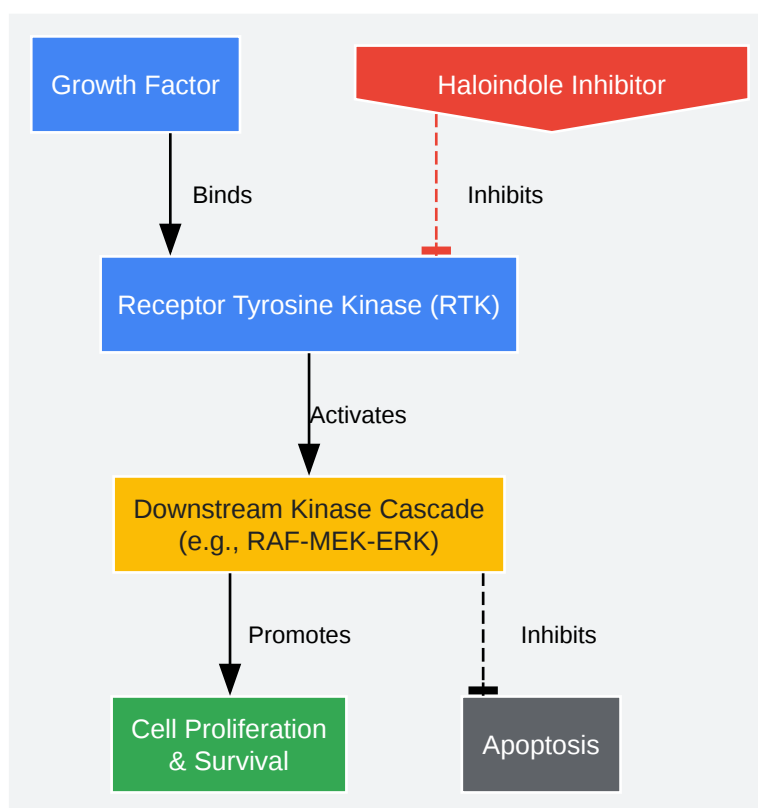 Growth Factor
Haloindole Inhibitor
Binds
Inhibits
Receptor Tyrosine Kinase (RTK)
Activates
Downstream Kinase Cascade
(e.g., RAF-MEK-ERK)
Promotes
Inhibits
Cell Proliferation
& Survival
Apoptosis